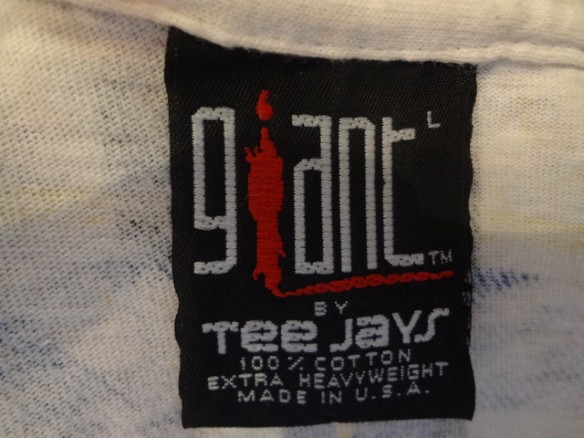 giant L
TM
BY
Tee Jays
100% COTTON
EXTRA HEAVYWEIGHT
MADE IN U.S.A.